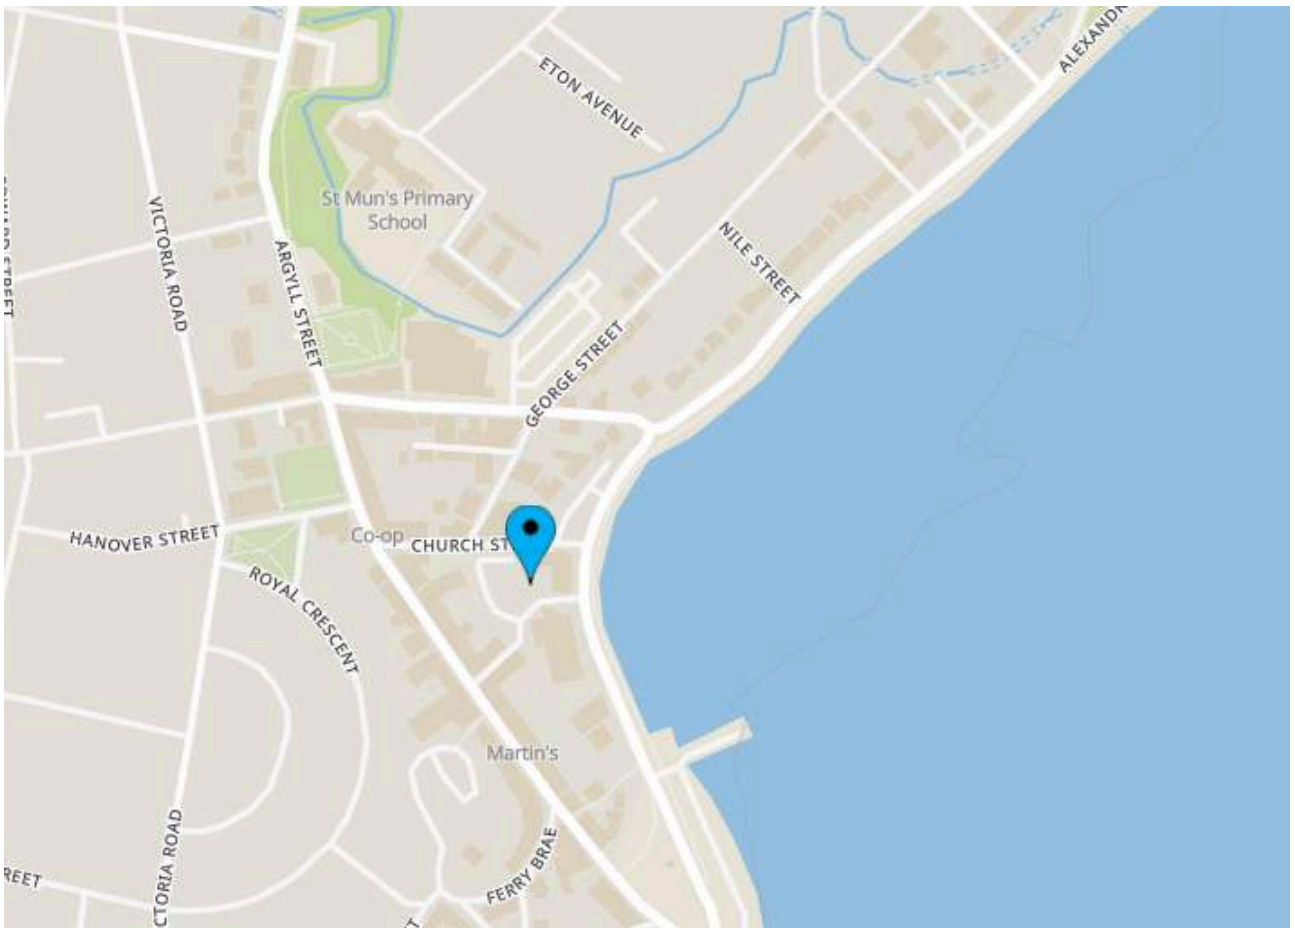 ALEXANDR
ETON AVENUE
St Mun's Primary
School
VICTORIA ROAD
ARGYLL STREET
NILE STREET
GEORGE STREET
HANOVER STREET
Co-op
CHURCH ST
ROYAL CRESCENT
Martin's
CTORIA ROAD
FERRY BRAE
REET